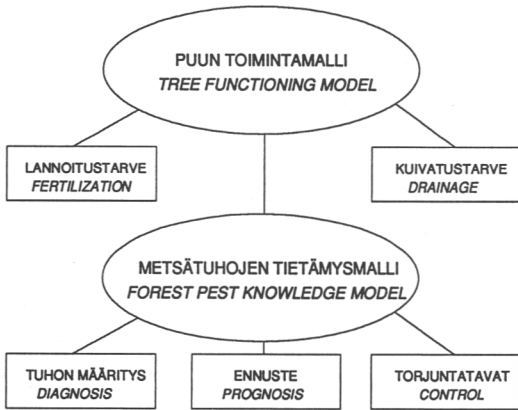 PUUN TOIMINTAMALLI
TREE FUNCTIONING MODEL
LANNOITUSTARVE
FERTILIZATION
KUIVATUSTARVE
DRAINAGE
METSÄTUHOJEN TIETÄMYSMALLI
FOREST PEST KNOWLEDGE MODEL
TUHON MÄÄRITYS
DIAGNOSIS
ENNUSTE
PROGNOSIS
TORJUNTATAVAT
CONTROL